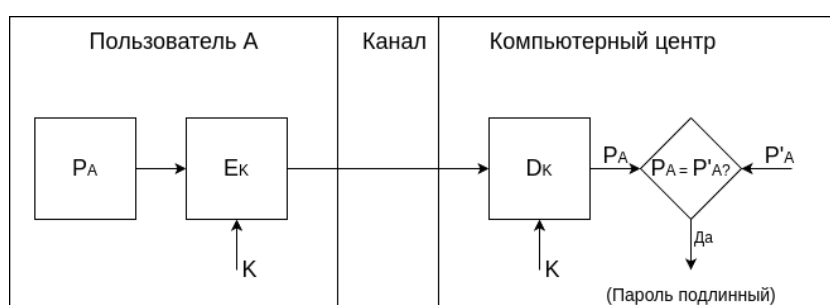 Пользователь А
Канал
Компьютерный центр
PA
EK
DK
PA
PA = P'A?
P'A
K
K
Да
(Пароль подлинный)